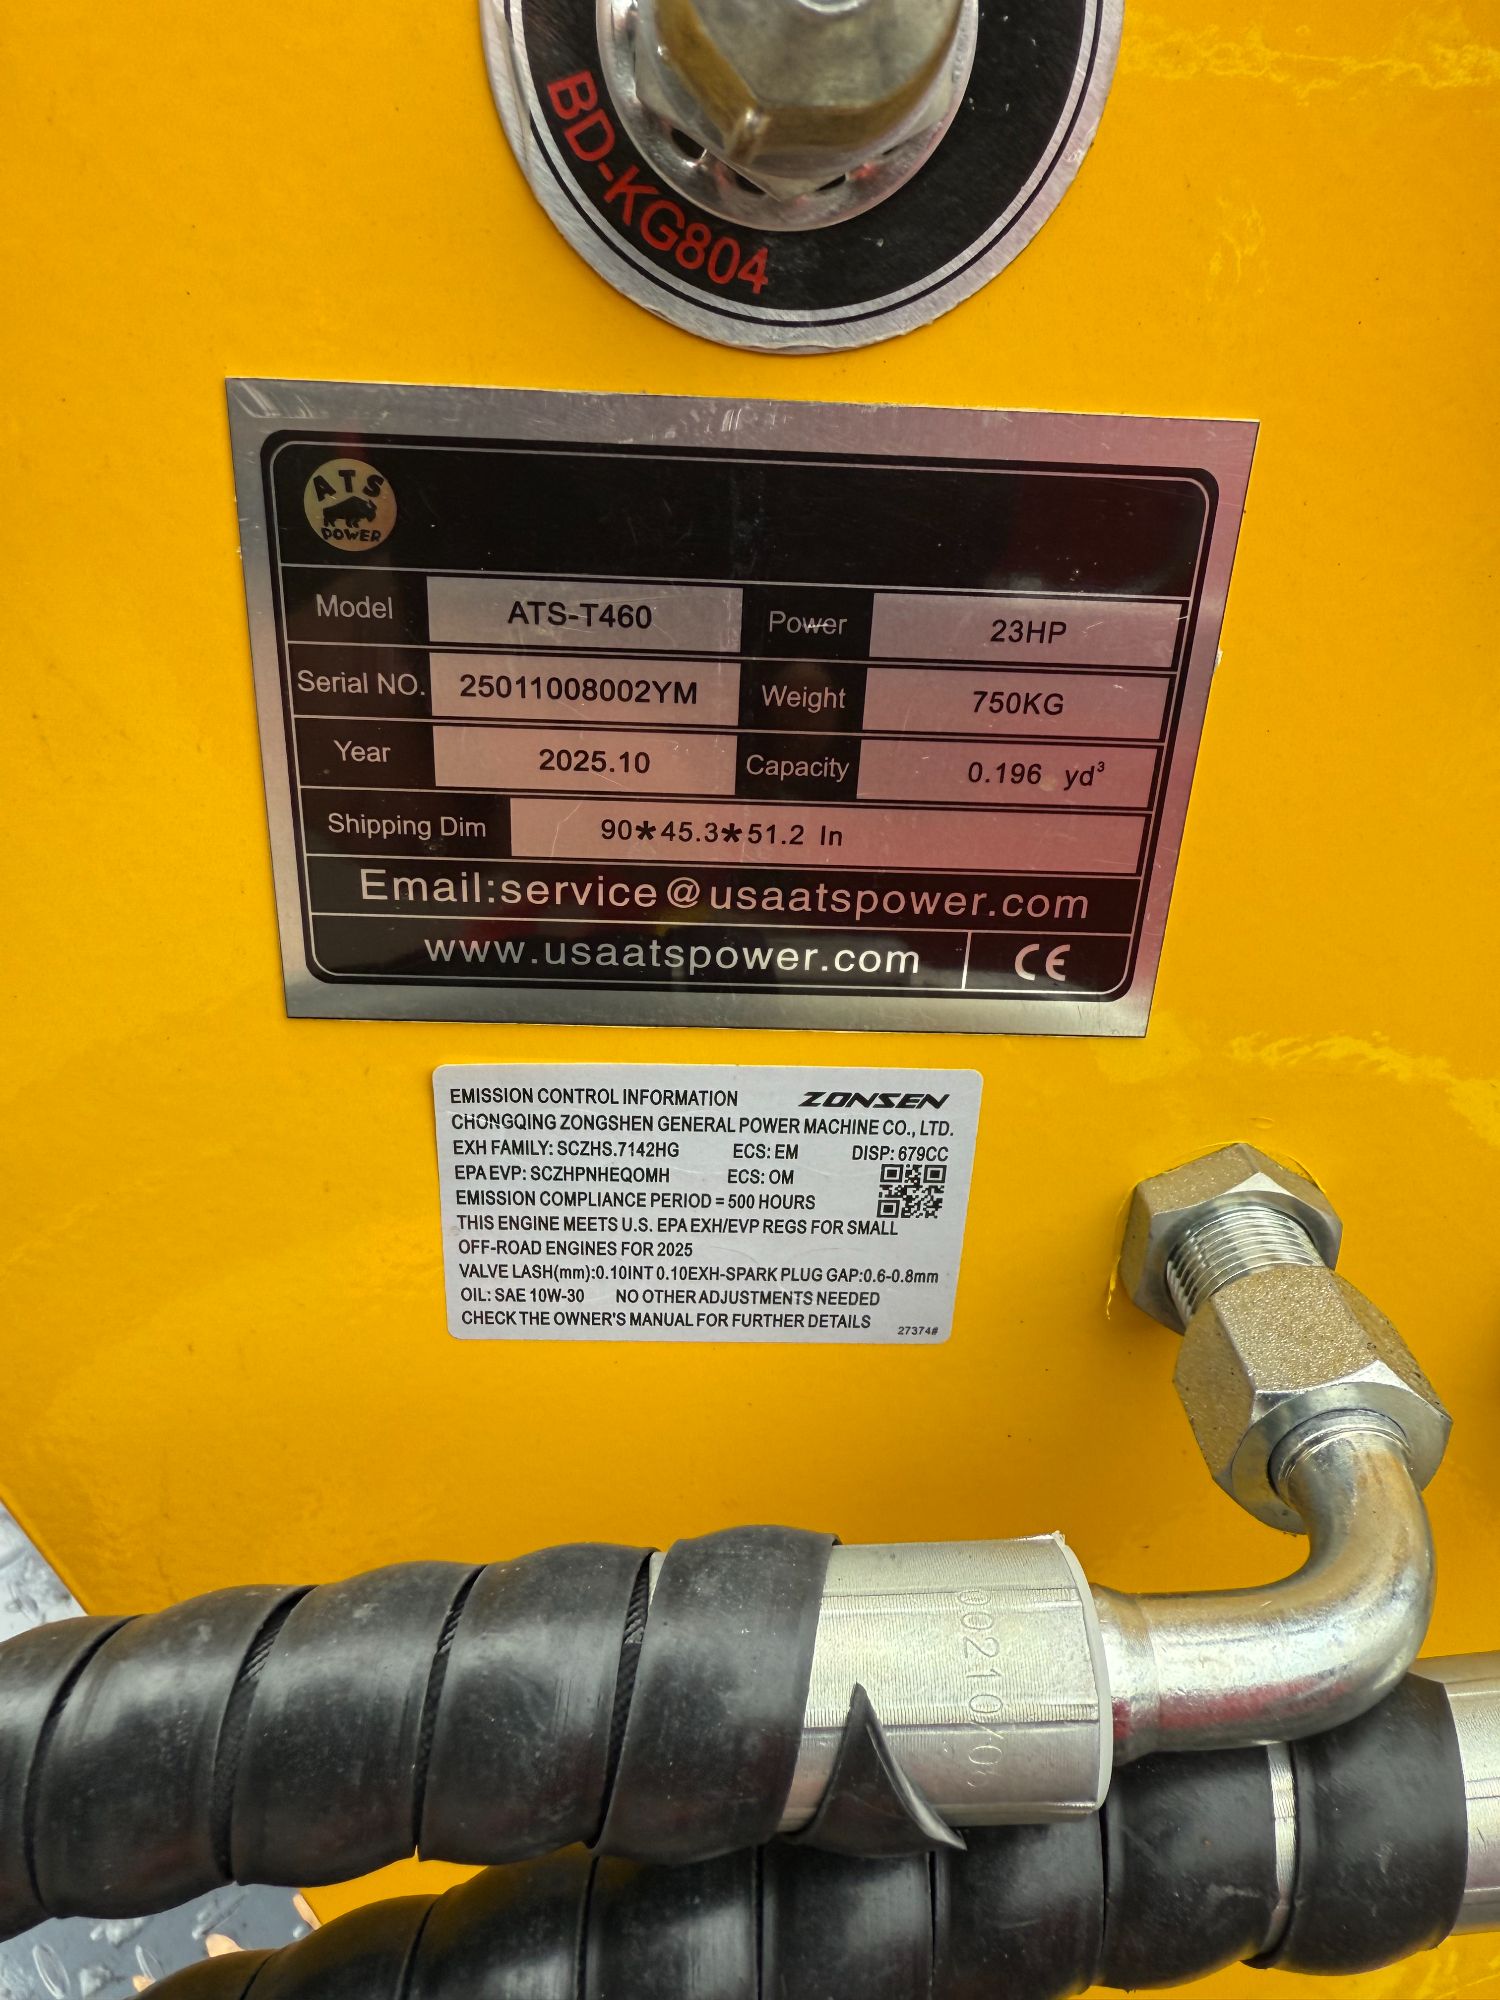 BD-KG804
ATS
POWER
Model ATS-T460 Power 23HP
Serial NO. 25011008002YM Weight 750KG
Year 2025.10 Capacity 0.196 yd³
Shipping Dim 90*45.3*51.2 In
Email:service@usaatspower.com
www.usaatspower.com CE
EMISSION CONTROL INFORMATION ZONSEN
CHONGQING ZONGSHEN GENERAL POWER MACHINE CO., LTD.
EXH FAMILY: SCZHS.7142HG ECS: EM DISP: 679CC
EPA EVP: SCZHPNHEQOMH ECS: OM
EMISSION COMPLIANCE PERIOD = 500 HOURS
THIS ENGINE MEETS U.S. EPA EXH/EVP REGS FOR SMALL
OFF-ROAD ENGINES FOR 2025
VALVE LASH(mm):0.10INT 0.10EXH-SPARK PLUG GAP:0.6-0.8mm
OIL: SAE 10W-30 NO OTHER ADJUSTMENTS NEEDED
CHECK THE OWNER'S MANUAL FOR FURTHER DETAILS 27374#